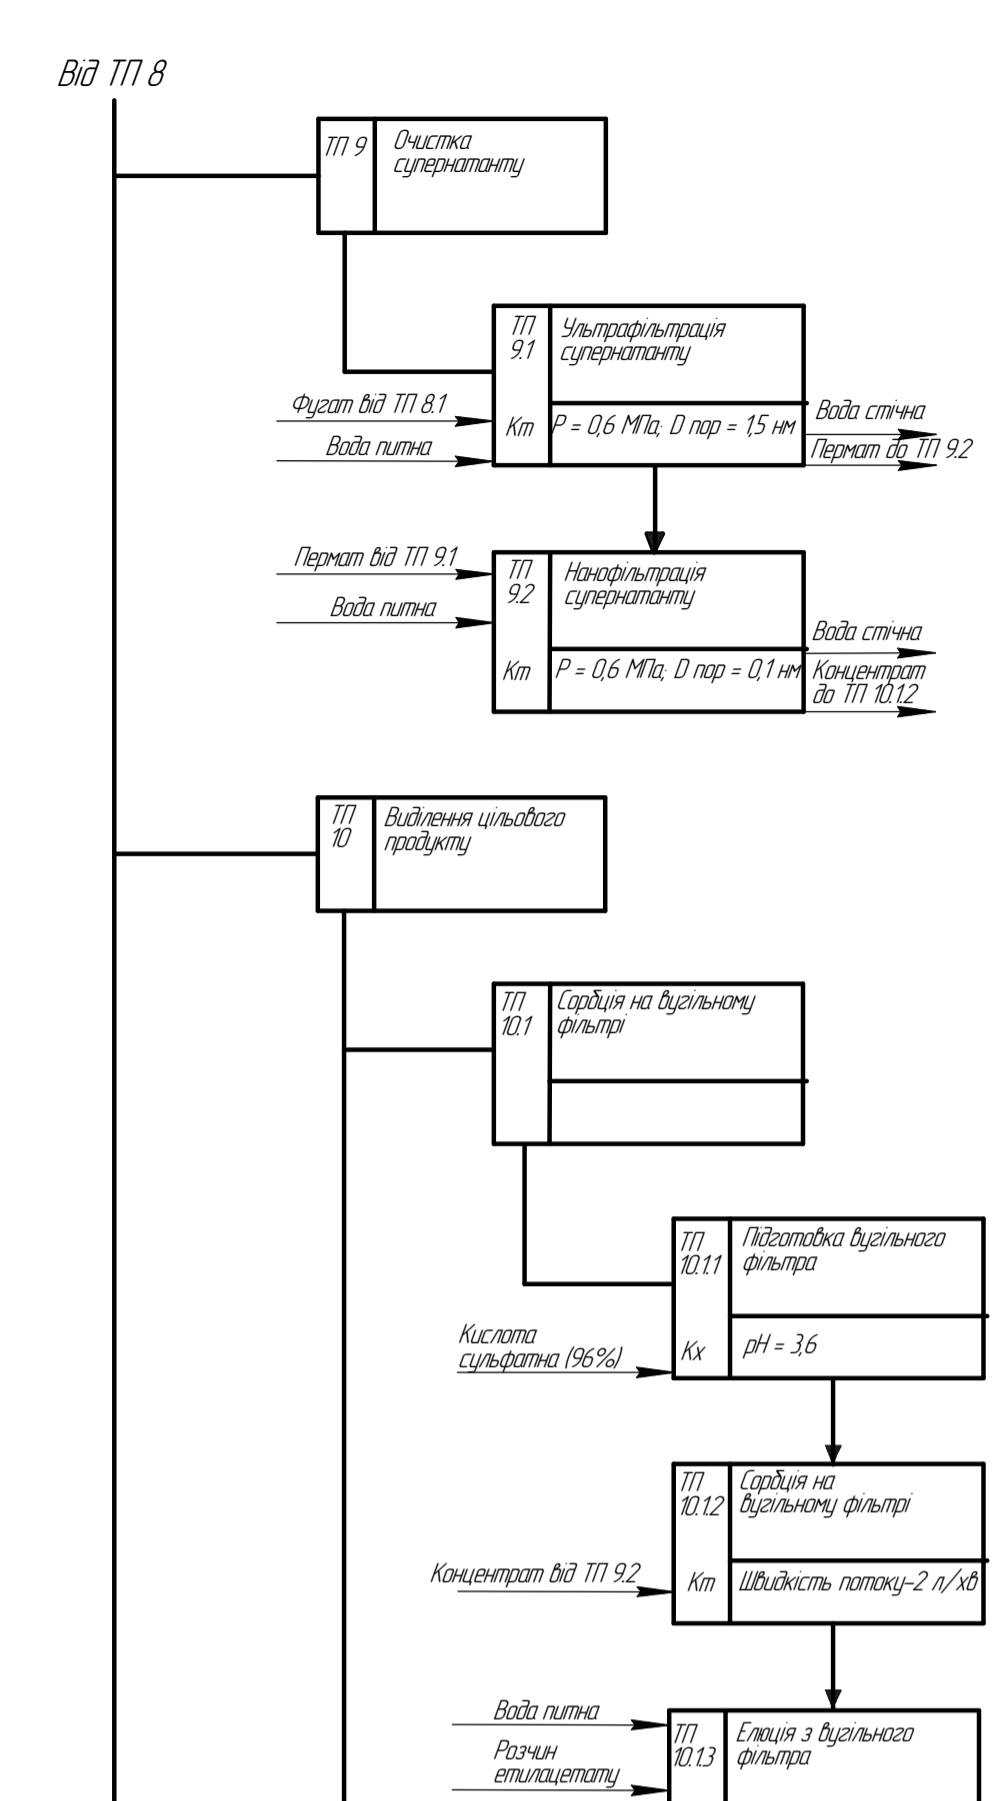 Від ТП 8
ТП 9
Очистка
супернатанту
ТП
9.1
Ультрафільтрація
супернатанту
Фугат від ТП 8.1
Вода питна
Кт
Р = 0,6 МПа; D пор = 1,5 нм
Вода стічна
Пермат до ТП 9.2
Пермат від ТП 9.1
Вода питна
ТП
9.2
Нанофільтрація
супернатанту
Кт
Р = 0,6 МПа; D пор = 0,1 нм
Вода стічна
Концентрат
до ТП 10.1.2
ТП
10
Виділення цільового
продукту
ТП
10.1
Сорбція на вугільному
фільтрі
ТП
10.1.1
Підготовка вугільного
фільтра
Кислота
сульфатна (96%)
Кх
рН = 3,6
ТП
10.1.2
Сорбція на
вугільному фільтрі
Концентрат від ТП 9.2
Кт
Швидкість потоку-2 л/хв
Вода питна
Розчин
етилацетату
ТП
10.1.3
Елюція з вугільного
фільтра